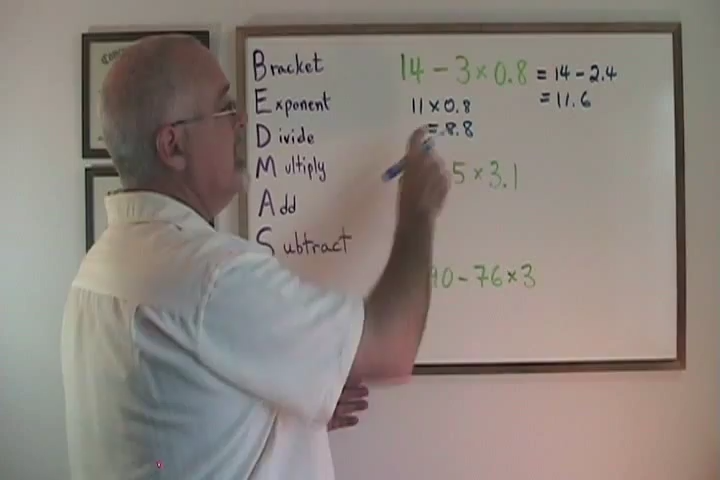 Bracket
Exponent
Divide
Multiply
Add
Subtract
14 - 3 × 0.8 = 14 - 2.4
= 11.6
11 × 0.8
= 8.8
5 × 3.1
90 - 76 × 3